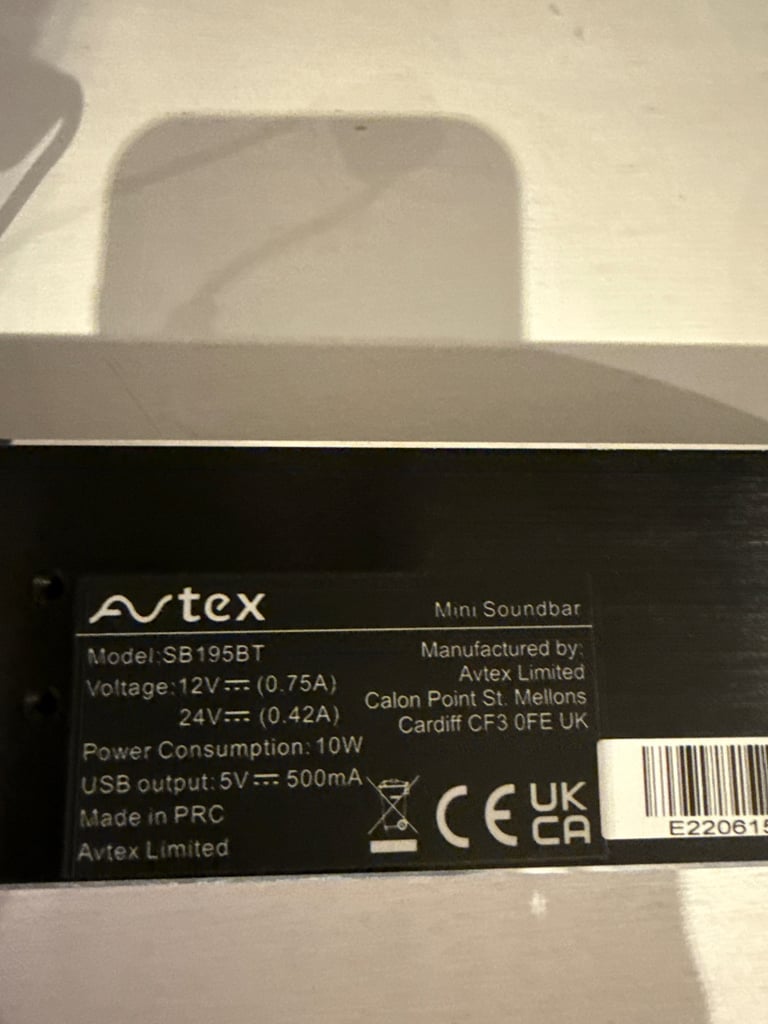 Avtex
Mini Soundbar
Model:SB195BT
Voltage:12V⎓ (0.75A)
24V⎓ (0.42A)
Power Consumption: 10W
USB output: 5V⎓ 500mA
Made in PRC
Avtex Limited
Manufactured by:
Avtex Limited
Calon Point St. Mellons
Cardiff CF3 0FE UK
CE
UK
CA
E220615